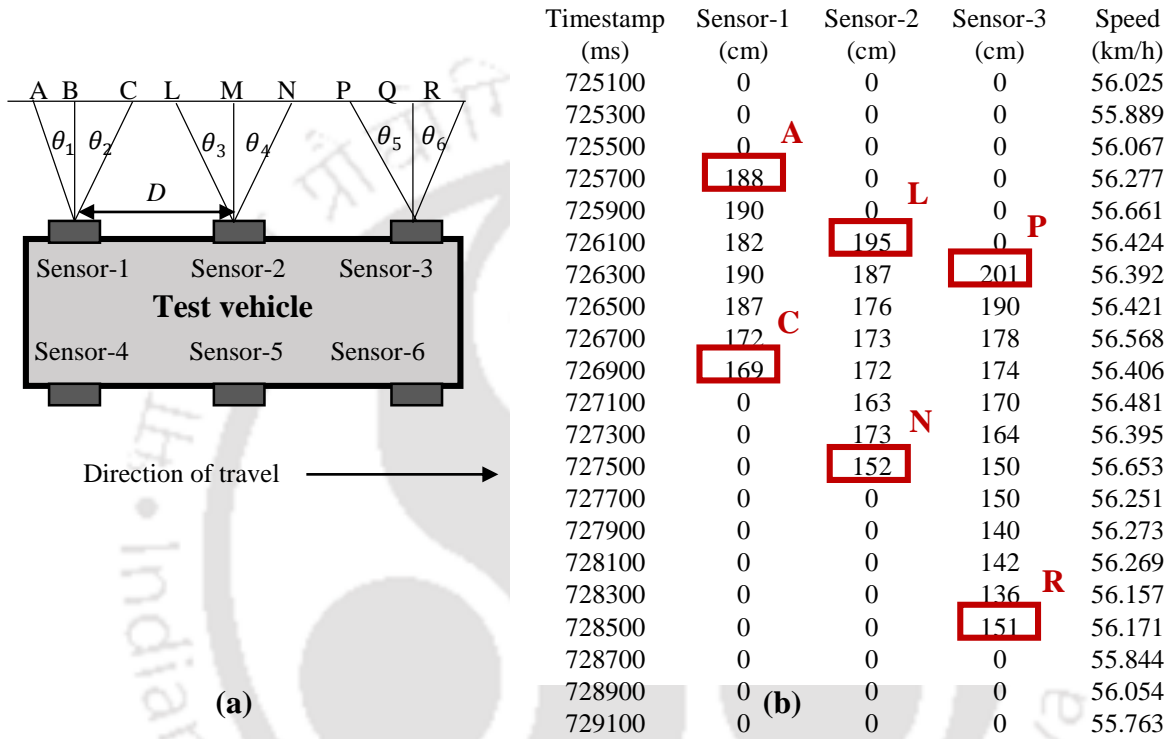 A B C L M N P Q R
θ₁ θ₂ θ₃ θ₄ θ₅ θ₆
D
Sensor-1 Sensor-2 Sensor-3
Test vehicle
Sensor-4 Sensor-5 Sensor-6
Direction of travel
(a)
Timestamp Sensor-1 Sensor-2 Sensor-3 Speed
(ms) (cm) (cm) (cm) (km/h)
725100 0 0 0 56.025
725300 0 0 0 55.889
725500 0 0 0 56.067
A
725700 188 0 0 56.277
725900 190 0 0 56.661
L
726100 195 0 56.424
182
P
726300 190 187 201 56.392
726500 187 176 190 56.421
726700 172 173 178 56.568
C
726900 169 172 174 56.406
727100 0 163 170 56.481
727300 0 173 164 56.395
N
727500 0 152 150 56.653
727700 0 0 150 56.251
727900 0 0 140 56.273
728100 0 0 142 56.269
728300 0 0 136 56.157
R
728500 0 0 151 56.171
728700 0 0 0 55.844
728900 0 0 0 56.054
(b)
729100 0 0 0 55.763
Indian